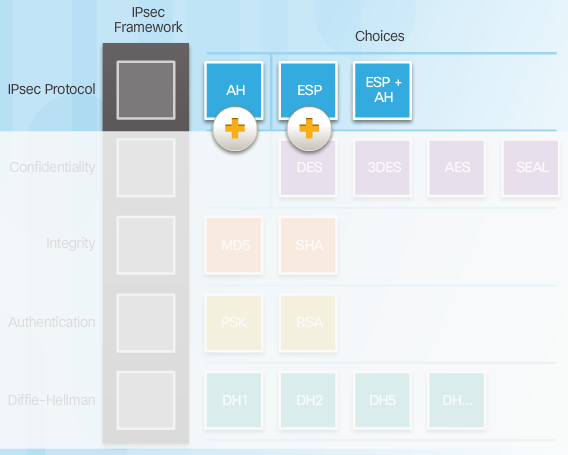 IPsec
Framework
Choices
IPsec Protocol
AH
ESP
ESP +
AH
Confidentiality
DES
3DES
AES
SEAL
Integrity
MD5
SHA
Authentication
PSK
RSA
Diffie-Hellman
DH1
DH2
DH5
DH...